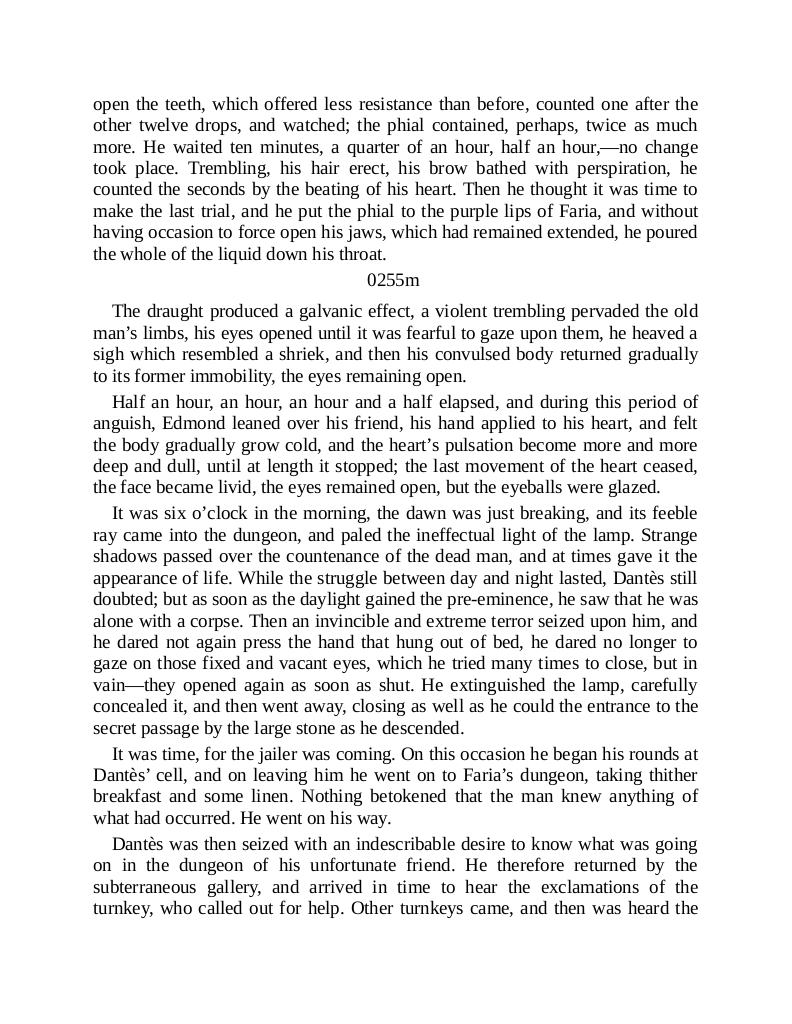 open the teeth, which offered less resistance than before, counted one after the
other twelve drops, and watched; the phial contained, perhaps, twice as much
more. He waited ten minutes, a quarter of an hour, half an hour,—no change
took place. Trembling, his hair erect, his brow bathed with perspiration, he
counted the seconds by the beating of his heart. Then he thought it was time to
make the last trial, and he put the phial to the purple lips of Faria, and without
having occasion to force open his jaws, which had remained extended, he poured
the whole of the liquid down his throat.
0255m
The draught produced a galvanic effect, a violent trembling pervaded the old
man’s limbs, his eyes opened until it was fearful to gaze upon them, he heaved a
sigh which resembled a shriek, and then his convulsed body returned gradually
to its former immobility, the eyes remaining open.
Half an hour, an hour, an hour and a half elapsed, and during this period of
anguish, Edmond leaned over his friend, his hand applied to his heart, and felt
the body gradually grow cold, and the heart’s pulsation become more and more
deep and dull, until at length it stopped; the last movement of the heart ceased,
the face became livid, the eyes remained open, but the eyeballs were glazed.
It was six o’clock in the morning, the dawn was just breaking, and its feeble
ray came into the dungeon, and paled the ineffectual light of the lamp. Strange
shadows passed over the countenance of the dead man, and at times gave it the
appearance of life. While the struggle between day and night lasted, Dantès still
doubted; but as soon as the daylight gained the pre-eminence, he saw that he was
alone with a corpse. Then an invincible and extreme terror seized upon him, and
he dared not again press the hand that hung out of bed, he dared no longer to
gaze on those fixed and vacant eyes, which he tried many times to close, but in
vain—they opened again as soon as shut. He extinguished the lamp, carefully
concealed it, and then went away, closing as well as he could the entrance to the
secret passage by the large stone as he descended.
It was time, for the jailer was coming. On this occasion he began his rounds at
Dantès’ cell, and on leaving him he went on to Faria’s dungeon, taking thither
breakfast and some linen. Nothing betokened that the man knew anything of
what had occurred. He went on his way.
Dantès was then seized with an indescribable desire to know what was going
on in the dungeon of his unfortunate friend. He therefore returned by the
subterraneous gallery, and arrived in time to hear the exclamations of the
turnkey, who called out for help. Other turnkeys came, and then was heard the